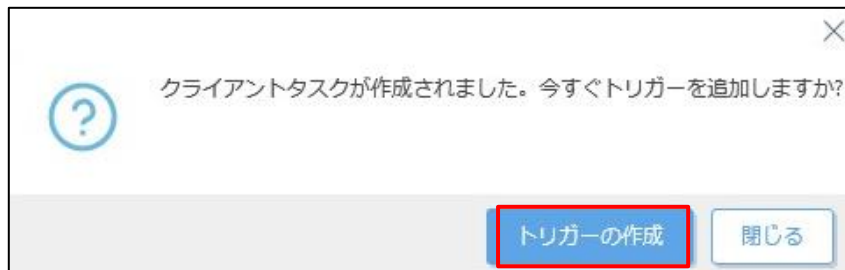 クライアントタスクが作成されました。今すぐトリガーを追加しますか?
トリガーの作成
閉じる